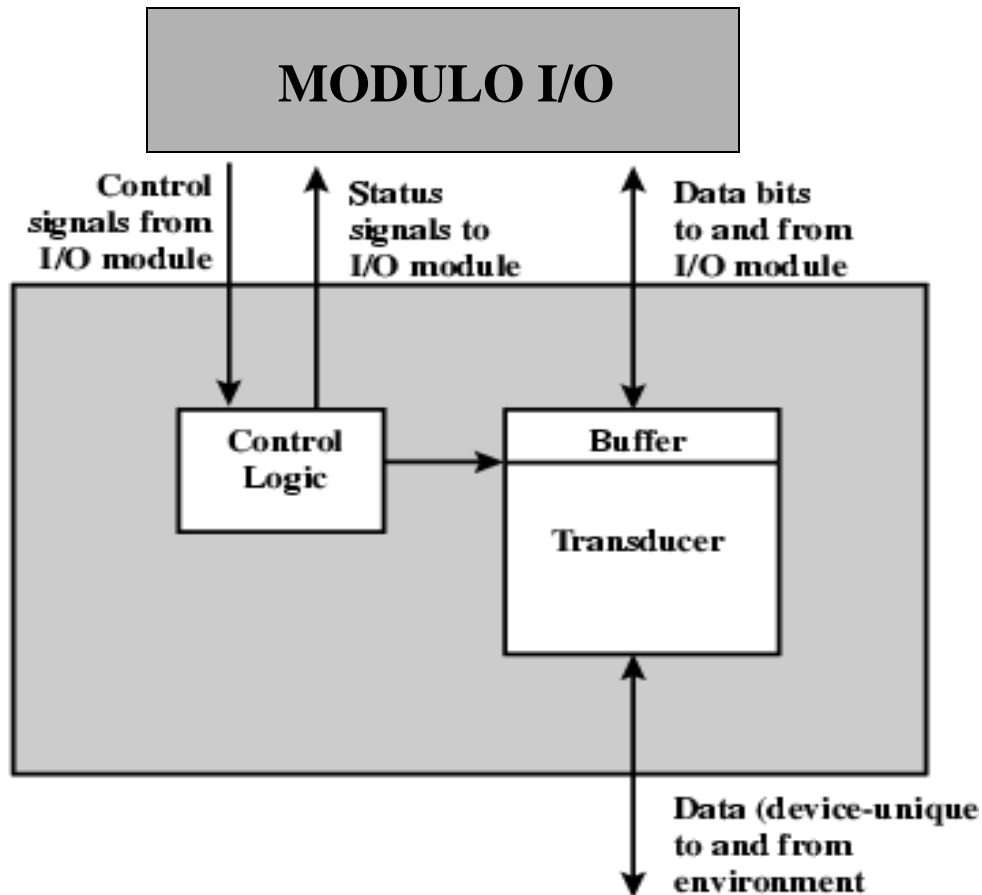 MODULO I/O
Control
signals from
I/O module
Status
signals to
I/O module
Data bits
to and from
I/O module
Control
Logic
Buffer
Transducer
Data (device-unique
to and from
environment